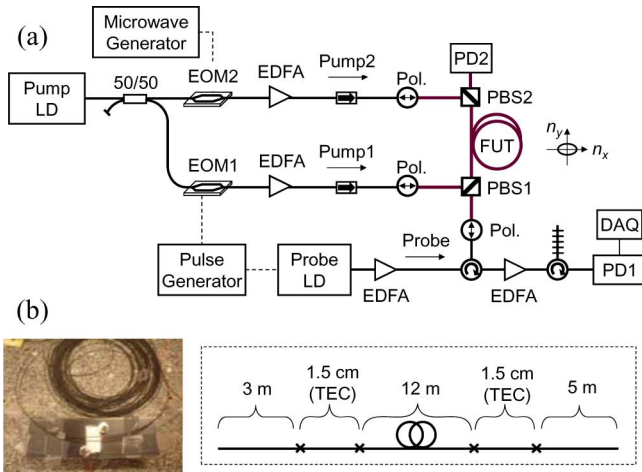 (a)
Microwave
Generator
Pump
LD
50/50
EOM2
EDFA
Pump2
Pol.
PD2
PBS2
FUT
n_y
n_x
EOM1
EDFA
Pump1
Pol.
PBS1
Pol.
Pulse
Generator
Probe
LD
Probe
EDFA
EDFA
DAQ
PD1
(b)
3 m
1.5 cm
(TEC)
12 m
1.5 cm
(TEC)
5 m